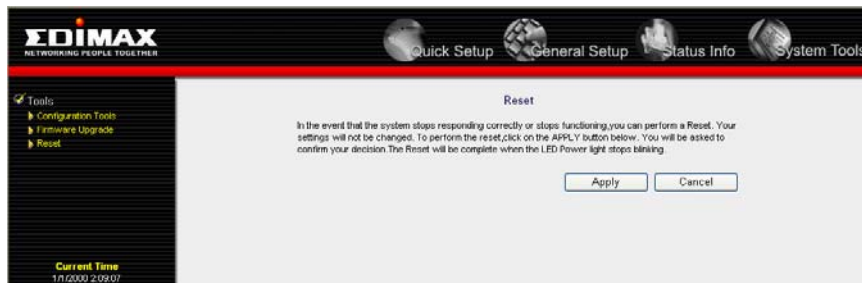 EDIMAX
NETWORKING PEOPLE TOGETHER
Quick Setup
General Setup
Status Info
System Tools
Tools
Configuration Tools
Firmware Upgrade
Reset
Reset
In the event that the system stops responding correctly or stops functioning,you can perform a Reset. Your
settings will not be changed. To perform the reset,click on the APPLY button below. You will be asked to
confirm your decision.The Reset will be complete when the LED Power light stops blinking.
Apply
Cancel
Current Time
1/1/2000 2:09:07